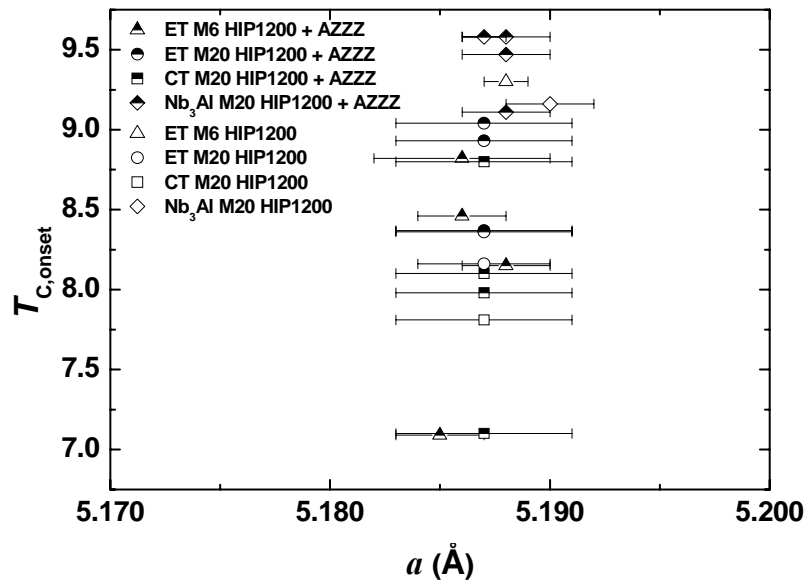 ET M6 HIP1200 + AZZZ
ET M20 HIP1200 + AZZZ
CT M20 HIP1200 + AZZZ
Nb₃Al M20 HIP1200 + AZZZ
ET M6 HIP1200
ET M20 HIP1200
CT M20 HIP1200
Nb₃Al M20 HIP1200
9.5
9.0
8.5
8.0
7.5
7.0
T_C,onset
5.170 5.180 5.190 5.200
a (Å)